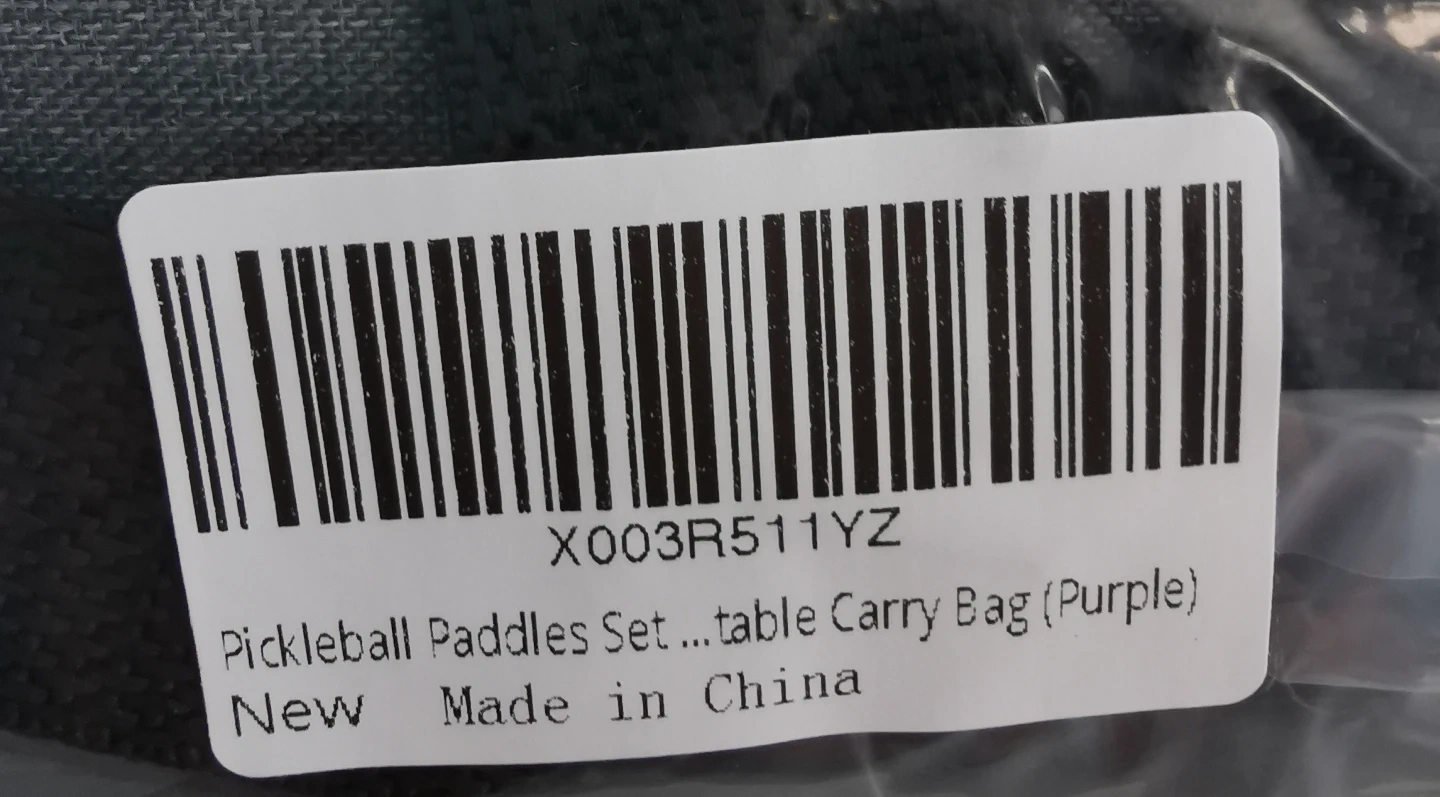 X003R511YZ
Pickleball Paddles Set ...table Carry Bag (Purple)
New Made in China